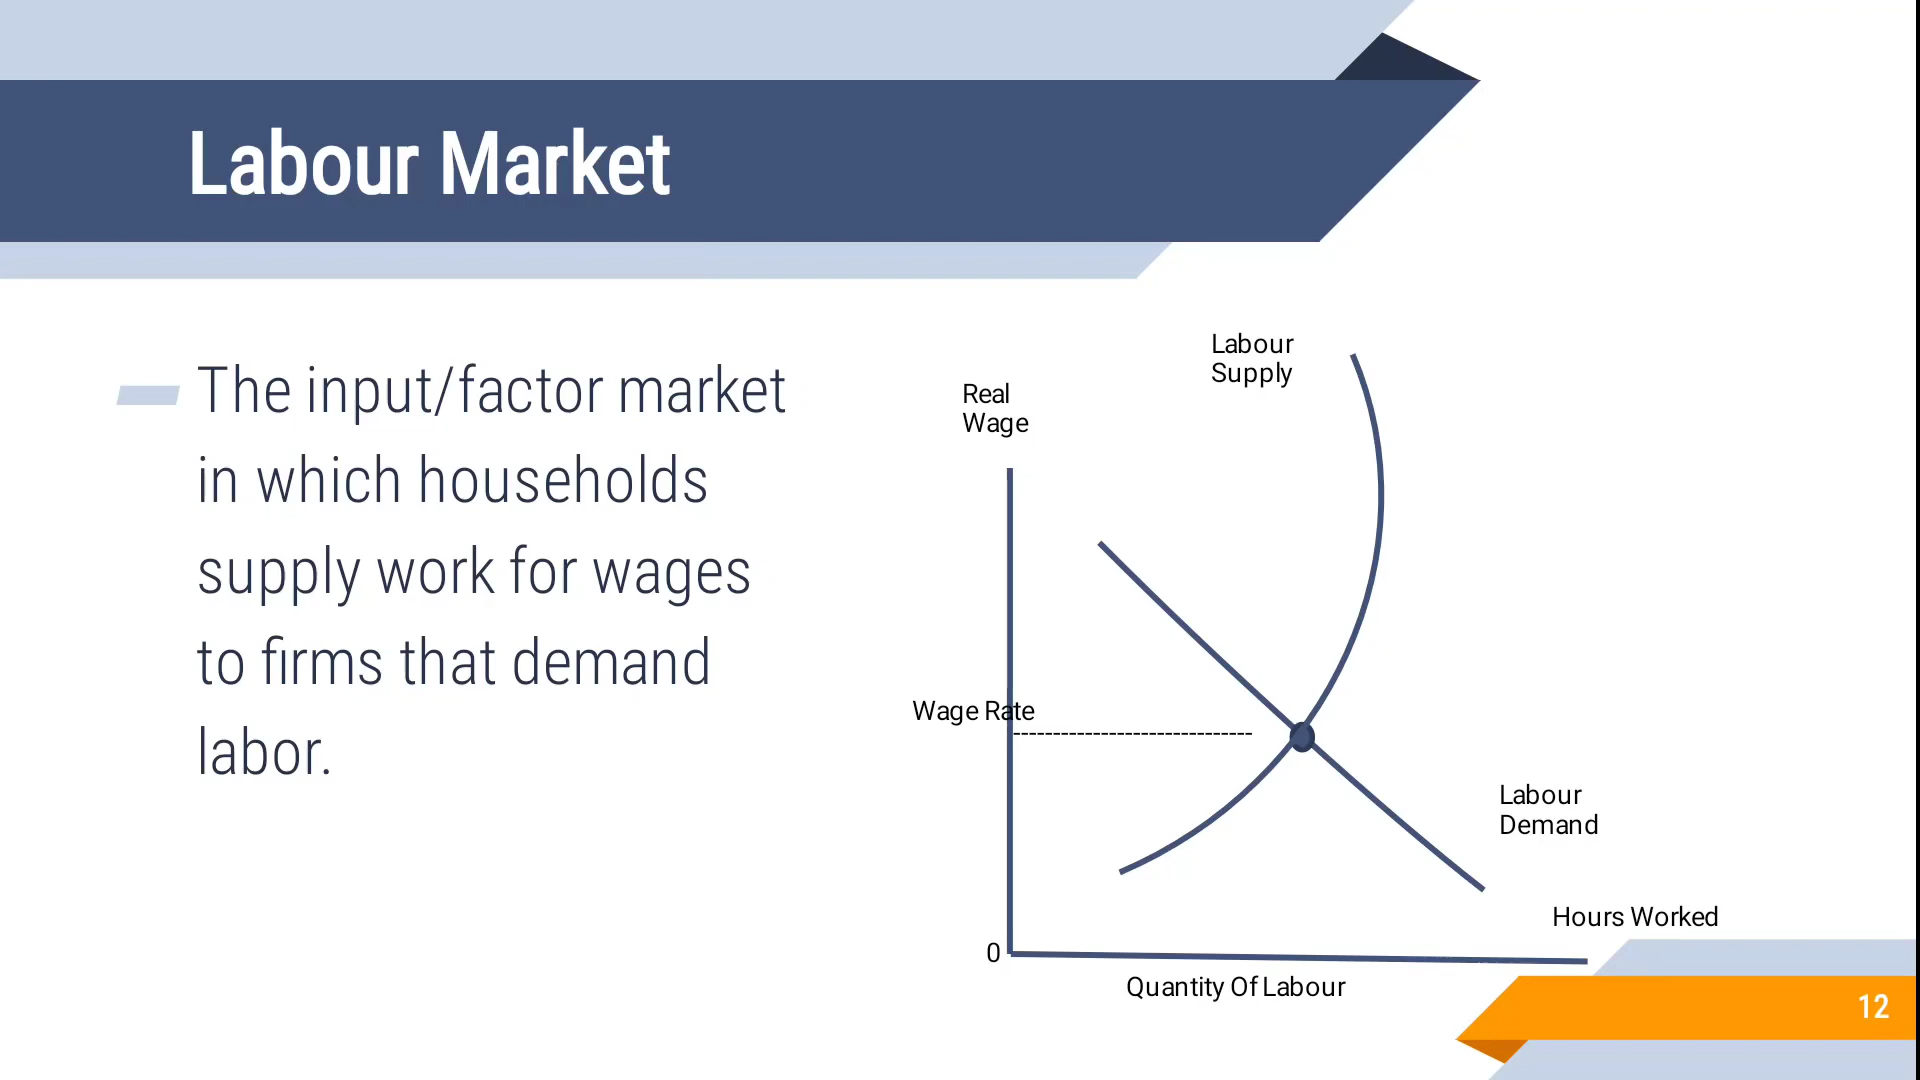 Labour Market
The input/factor market
in which households
supply work for wages
to firms that demand
labor.
Labour
Supply
Real
Wage
Wage Rate
Labour
Demand
Hours Worked
0
Quantity Of Labour
12